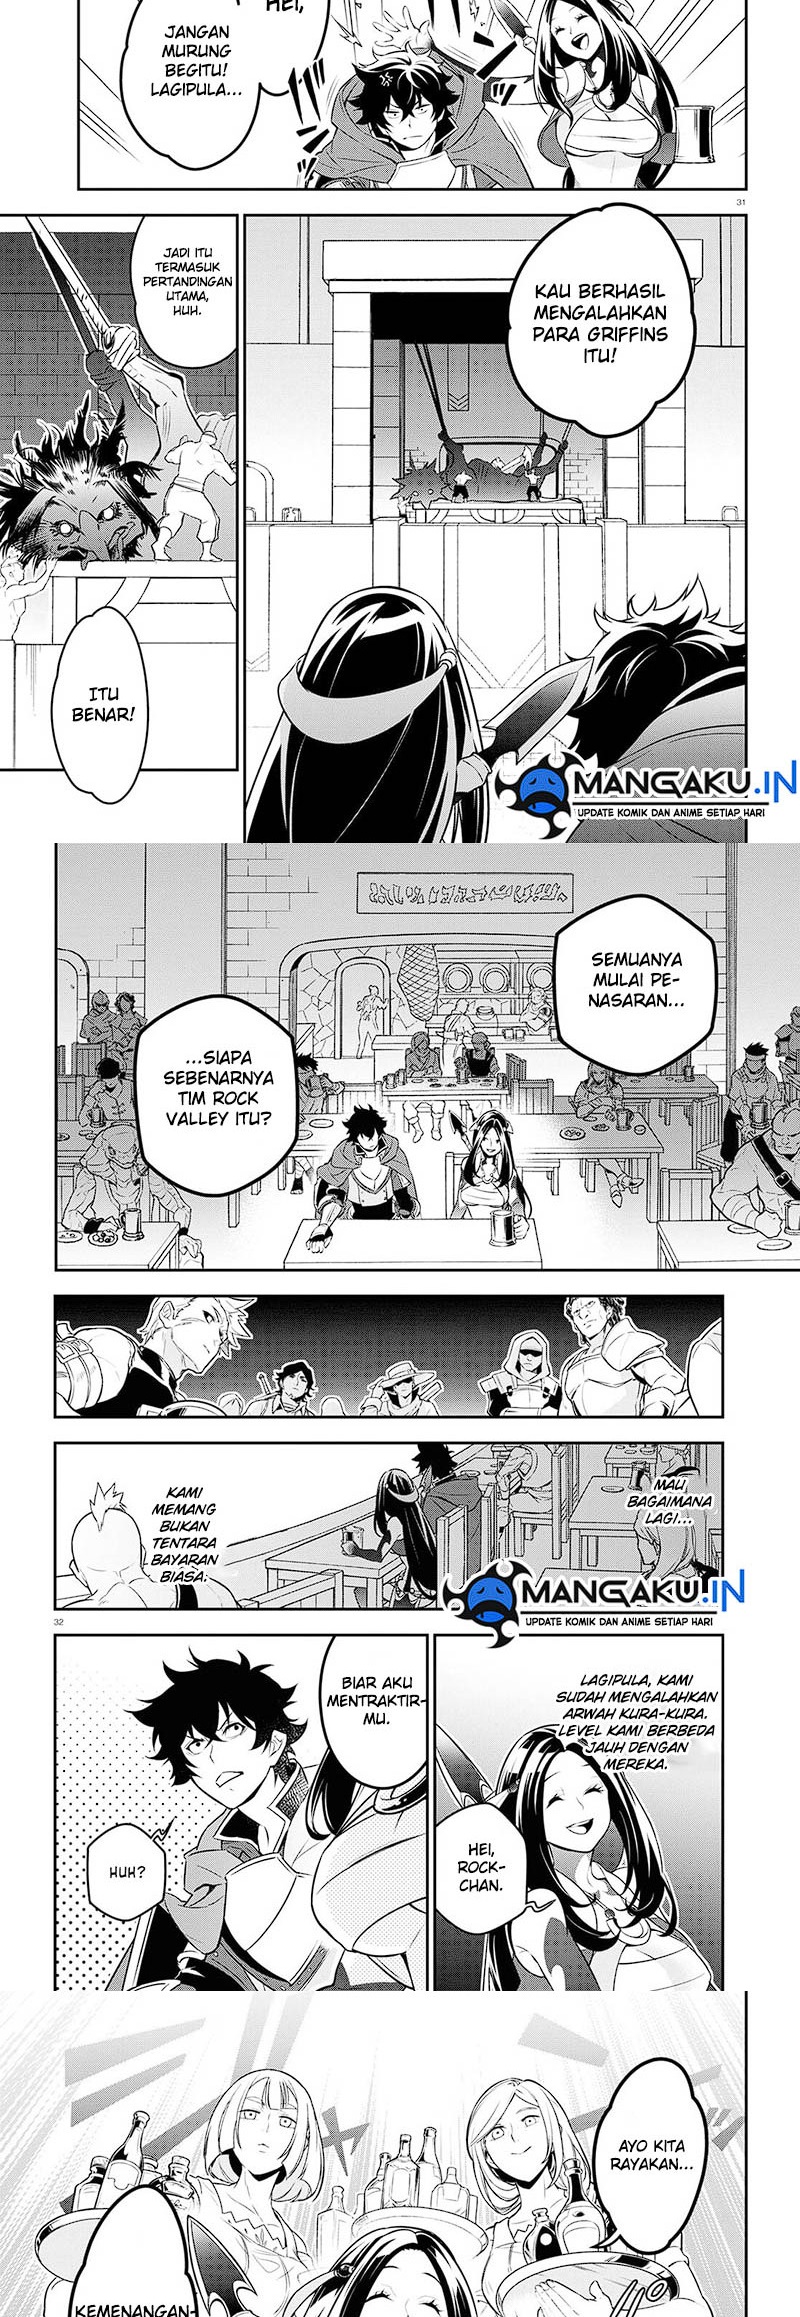 HEI,
JANGAN
MURUNG
BEGITU!
LAGIPULA...
31
KAU BERHASIL
MENGALAHKAN
PARA GRIFFINS
ITU!
JADI ITU
TERMASUK
PERTANDINGAN
UTAMA,
HUH.
ITU
BENAR!
MANGAKU.IN
UPDATE KOMIK DAN ANIME SETIAP HARI
SEMUANYA
MULAI PE-
NASARAN...
...SIAPA
SEBENARNYA
TIM ROCK
VALLEY ITU?
MAU
BAGAIMANA
LAGI...
KAMI
MEMANG
BUKAN
TENTARA
BAYARAN
BIASA.
MANGAKU.IN
UPDATE KOMIK DAN ANIME SETIAP HARI
32
LAGIPULA, KAMI
SUDAH MENGALAHKAN
ARWAH KURA-KURA.
LEVEL KAMI BERBEDA
JAUH DENGAN
MEREKA.
HEI,
ROCK-
CHAN.
BIAR AKU
MENTRAKTIR-
MU.
HUH?
AYO KITA
RAYAKAN...
KEMENANGAN-